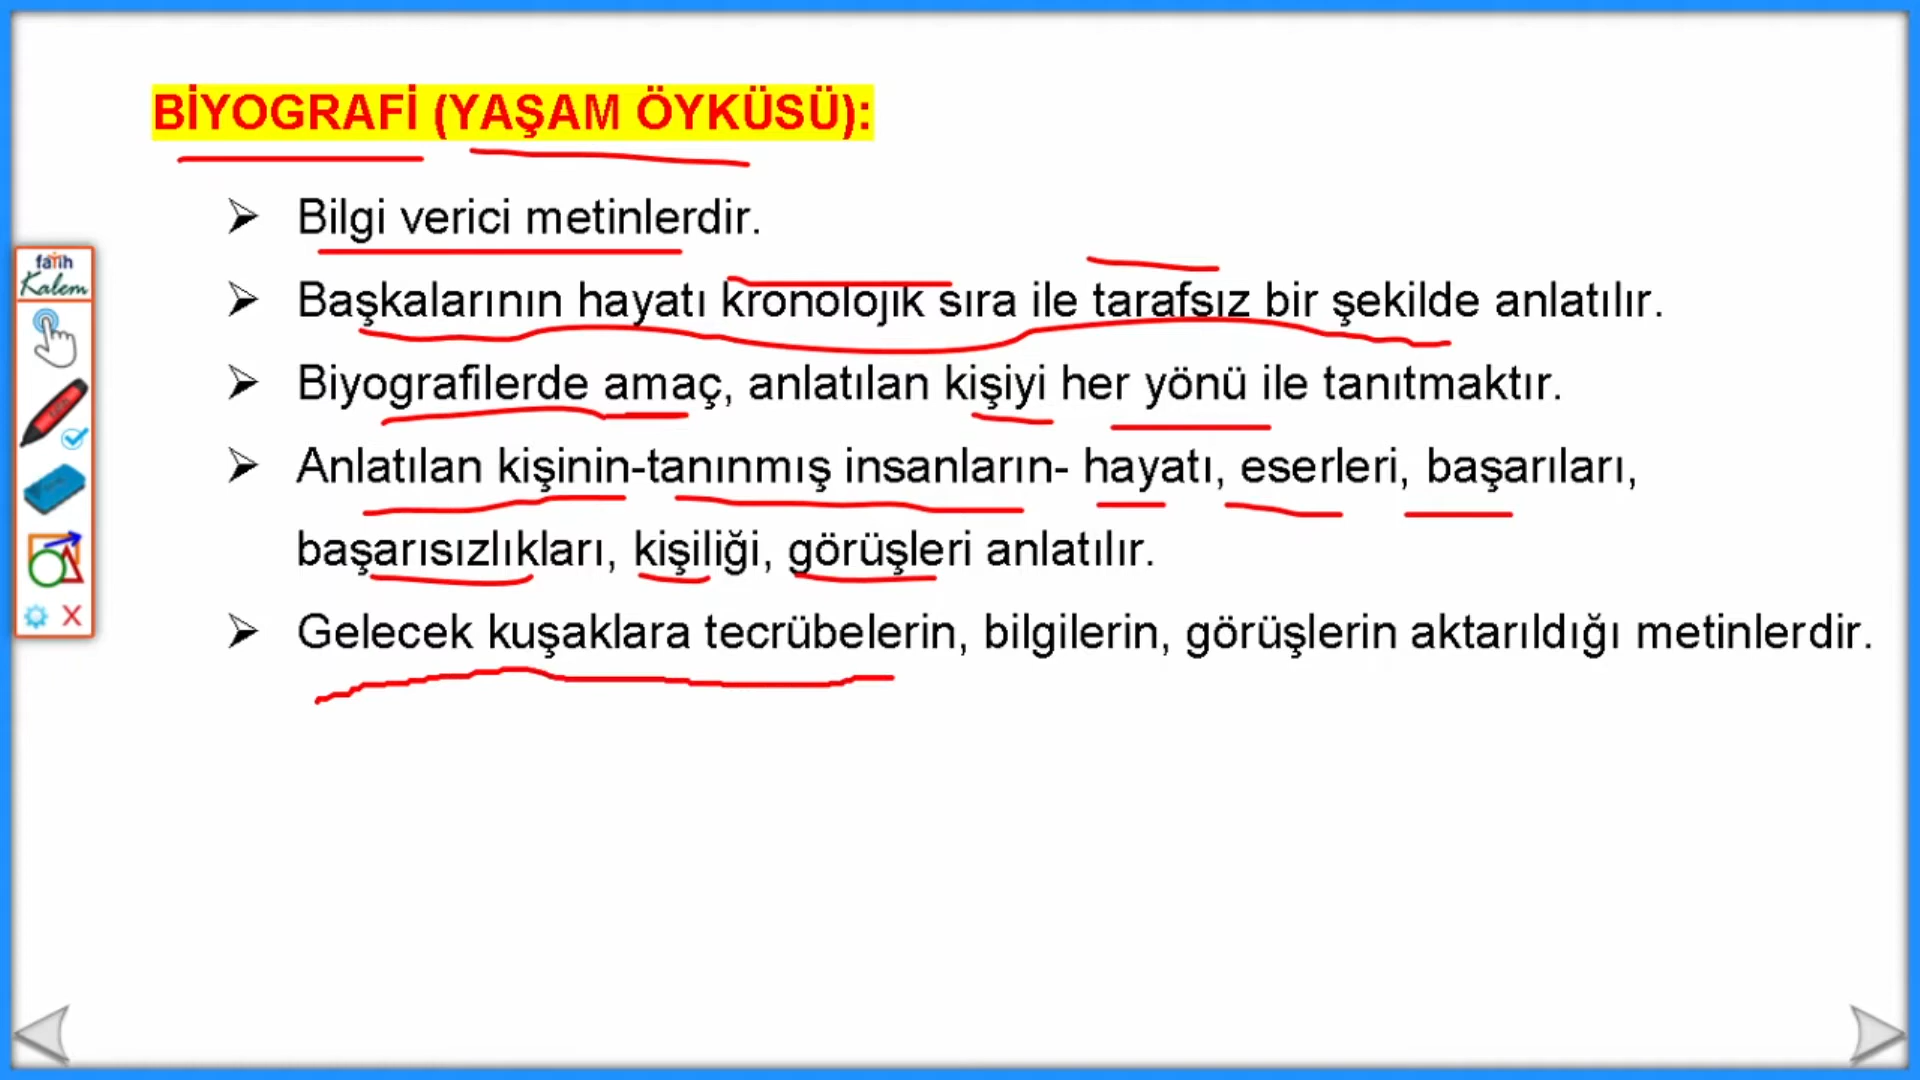 BİYOGRAFİ (YAŞAM ÖYKÜSÜ):
Bilgi verici metinlerdir.
Başkalarının hayatı kronolojik sıra ile tarafsız bir şekilde anlatılır.
Biyografilerde amaç, anlatılan kişiyi her yönü ile tanıtmaktır.
Anlatılan kişinin-tanınmış insanların- hayatı, eserleri, başarıları,
başarısızlıkları, kişiliği, görüşleri anlatılır.
Gelecek kuşaklara tecrübelerin, bilgilerin, görüşlerin aktarıldığı metinlerdir.
fatih
Kalem